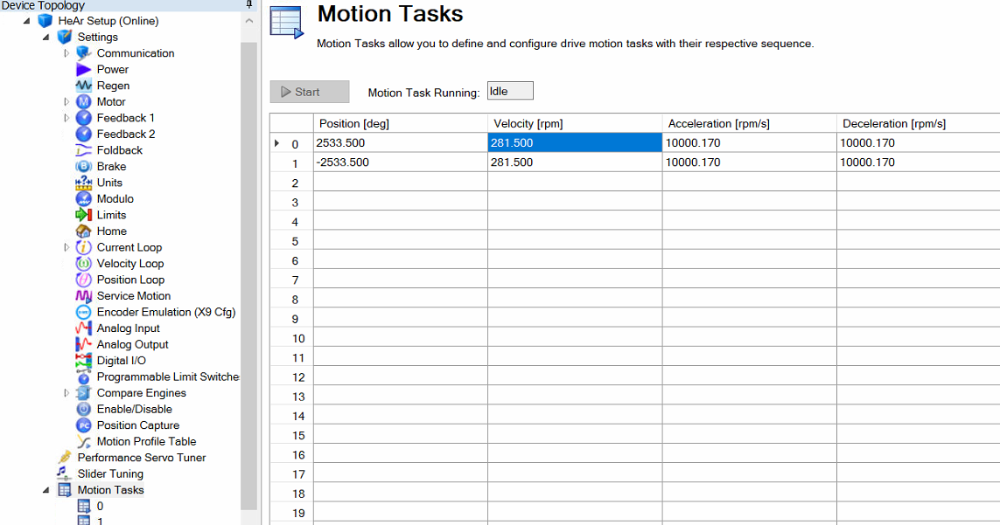 Device Topology
HeAr Setup (Online)
Settings
Communication
Power
Regen
Motor
Feedback 1
Feedback 2
Foldback
Brake
Units
Modulo
Limits
Home
Current Loop
Velocity Loop
Position Loop
Service Motion
Encoder Emulation (X9 Cfg)
Analog Input
Analog Output
Digital I/O
Programmable Limit Switche
Compare Engines
Enable/Disable
Position Capture
Motion Profile Table
Performance Servo Tuner
Slider Tuning
Motion Tasks
0
1
Motion Tasks
Motion Tasks allow you to define and configure drive motion tasks with their respective sequence.
Start Motion Task Running: Idle
Position [deg] Velocity [rpm] Acceleration [rpm/s] Deceleration [rpm/s]
0 2533.500 281.500 10000.170 10000.170
1 -2533.500 281.500 10000.170 10000.170
2
3
4
5
6
7
8
9
10
11
12
13
14
15
16
17
18
19